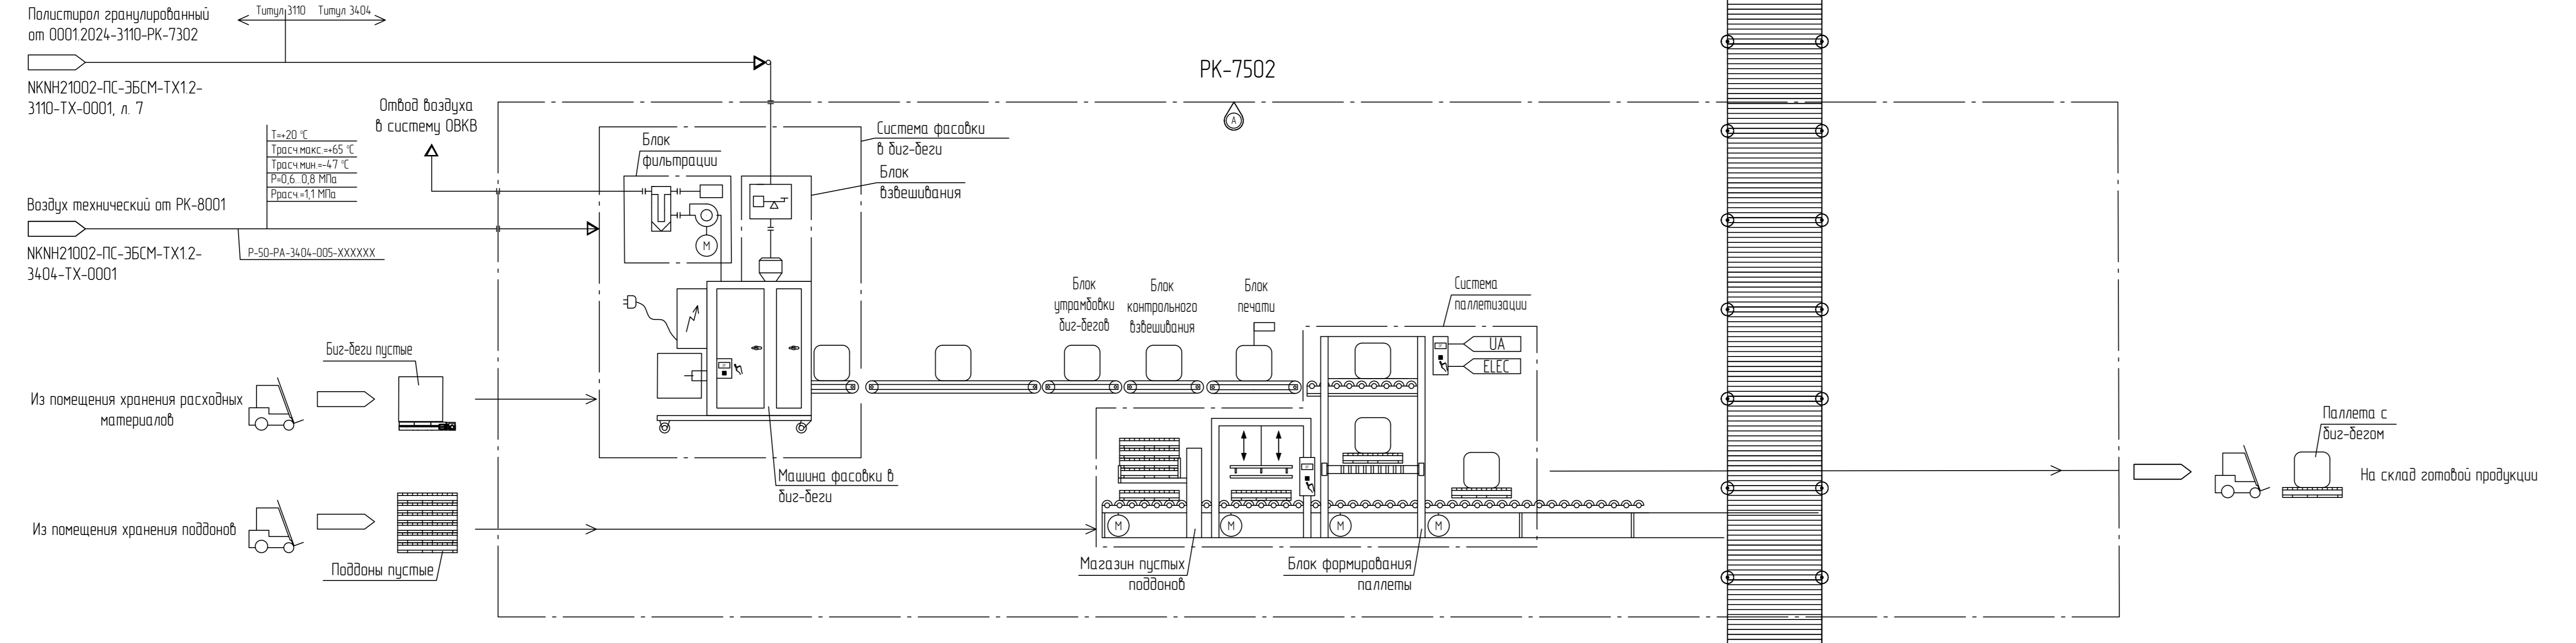 Полистирол гранулированный
от 0001.2024-3110-РК-7302
Титул 3110 Титул 3404
NKNH21002-ПС-ЭБСМ-ТХ1.2-
3110-ТХ-0001, л. 7
Отвод воздуха
в систему ОВКВ
T=+20 °С
Tрасч.макс.=+65 °С
Tрасч.мин.=-47 °С
P=0,6...0,8 МПа
Pрасч.=1,1 МПа
Воздух технический от РК-8001
NKNH21002-ПС-ЭБСМ-ТХ1.2-
3404-ТХ-0001
P-50-PA-3404-005-XXXXXX
РК-7502
А
Блок
фильтрации
Система фасовки
в биг-беги
Блок
взвешивания
М
Блок
утрамбовки
биг-бегов
Блок
контрольного
взвешивания
Блок
печати
Система
паллетизации
UA
ELEC
Биг-беги пустые
Из помещения хранения расходных
материалов
Машина фасовки в
биг-беги
Из помещения хранения поддонов
Поддоны пустые
М
М
М
М
Магазин пустых
поддонов
Блок формирования
паллеты
Паллета с
биг-бегом
На склад готовой продукции